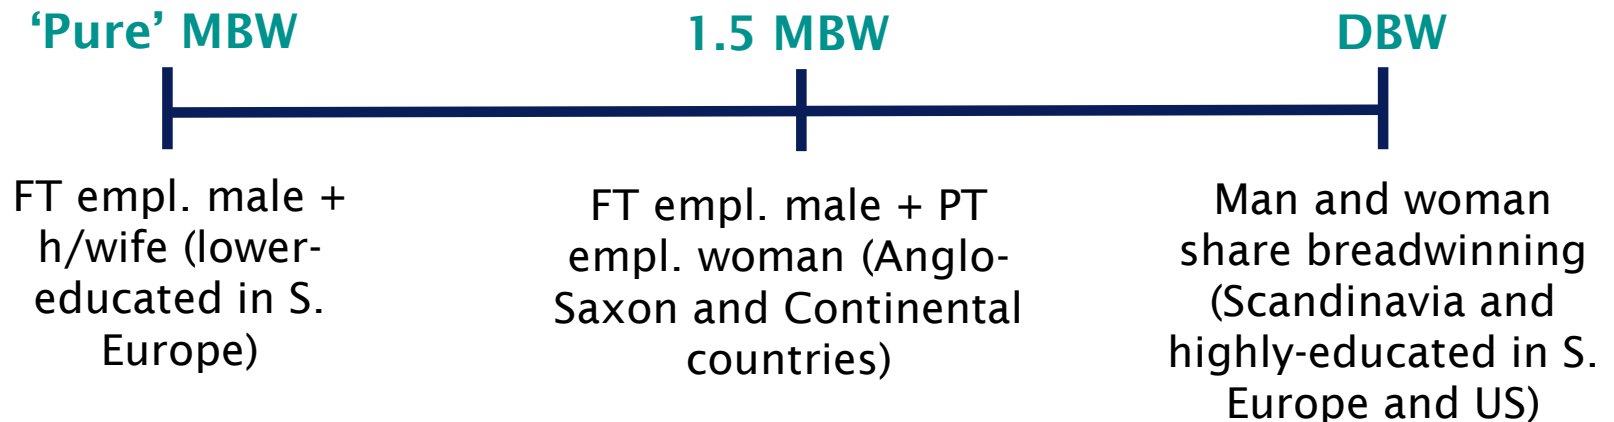 ‘Pure’ MBW
1.5 MBW
DBW
FT empl. male +
h/wife (lower-
educated in S.
Europe)
FT empl. male + PT
empl. woman (Anglo-
Saxon and Continental
countries)
Man and woman
share breadwinning
(Scandinavia and
highly-educated in S.
Europe and US)